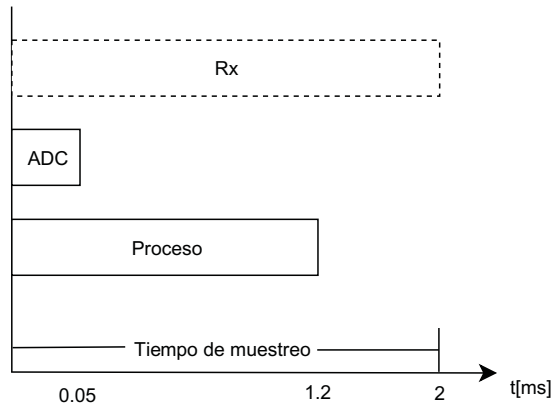 Rx
ADC
Proceso
Tiempo de muestreo
0.05
1.2
2
t[ms]